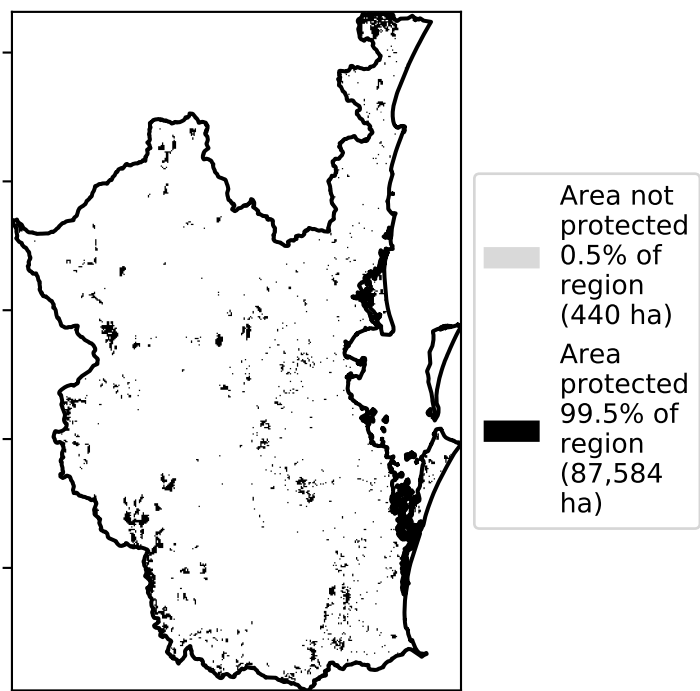 Area not
protected
0.5% of
region
(440 ha)
Area
protected
99.5% of
region
(87,584
ha)